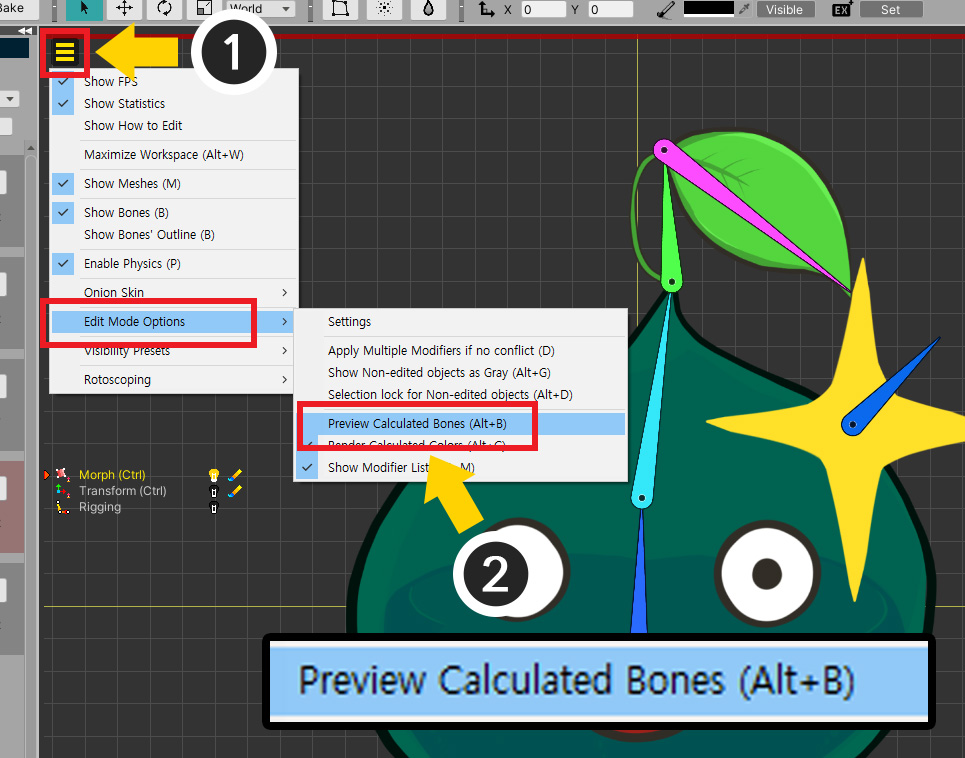 Bake
World
X 0 Y 0
Visible
EX
Set
1
Show FPS
Show Statistics
Show How to Edit
Maximize Workspace (Alt+W)
Show Meshes (M)
Show Bones (B)
Show Bones' Outline (B)
Enable Physics (P)
Onion Skin
Edit Mode Options
Visibility Presets
Rotoscoping
Settings
Apply Multiple Modifiers if no conflict (D)
Show Non-edited objects as Gray (Alt+G)
Selection lock for Non-edited objects (Alt+D)
Preview Calculated Bones (Alt+B)
Render Calculated Colors (Alt+C)
Show Modifier List M)
Morph (Ctrl)
Transform (Ctrl)
Rigging
2
Preview Calculated Bones (Alt+B)